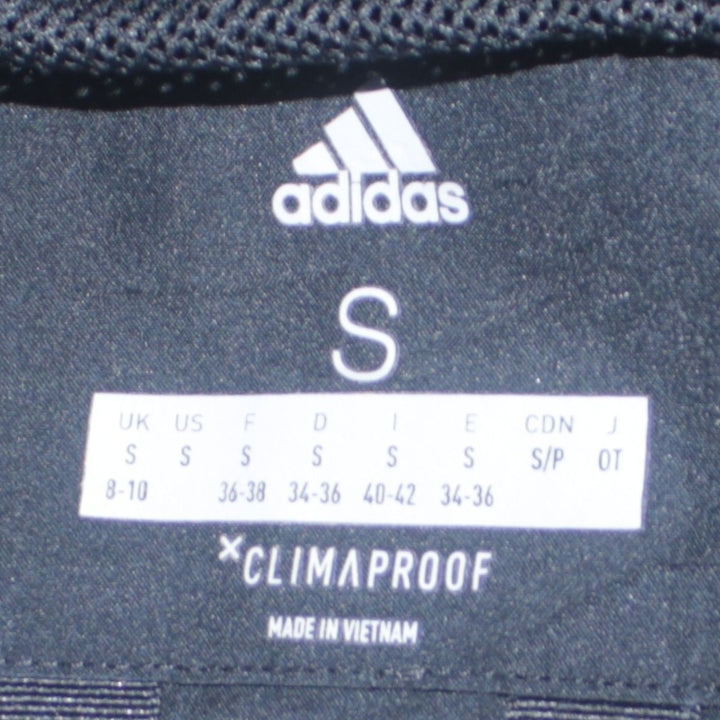 adidas
S
UK US F D I E CDN J
S S S S S S S/P OT
8-10 36-38 34-36 40-42 34-36
×CLIMAPROOF
MADE IN VIETNAM